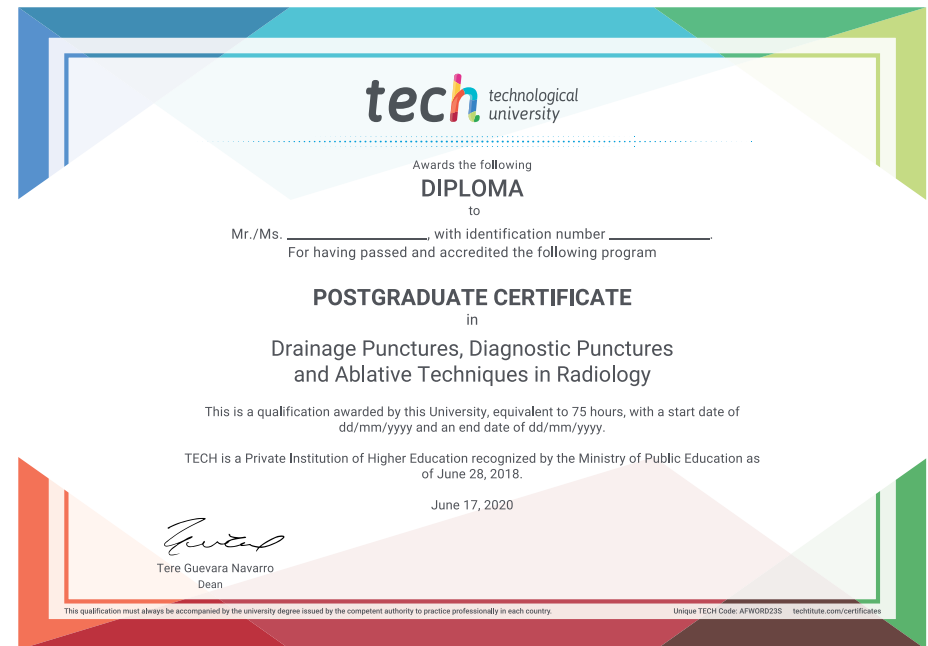 tech technological
university
Awards the following
DIPLOMA
to
Mr./Ms. ____________________, with identification number ______________.
For having passed and accredited the following program
POSTGRADUATE CERTIFICATE
in
Drainage Punctures, Diagnostic Punctures
and Ablative Techniques in Radiology
This is a qualification awarded by this University, equivalent to 75 hours, with a start date of
dd/mm/yyyy and an end date of dd/mm/yyyy.
TECH is a Private Institution of Higher Education recognized by the Ministry of Public Education as
of June 28, 2018.
June 17, 2020
Tere Guevara Navarro
Dean
This qualification must always be accompanied by the university degree issued by the competent authority to practice professionally in each country.
Unique TECH Code: AFWORD23S techtitute.com/certificates